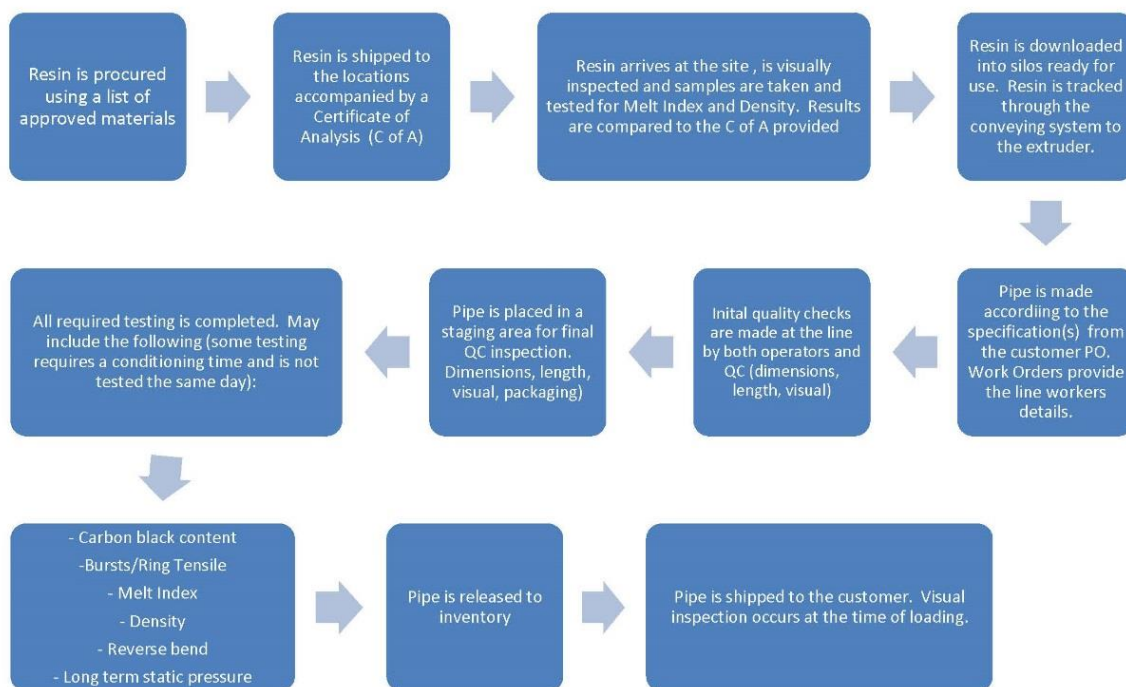 Resin is procured
using a list of
approved materials
Resin is shipped to
the locations
accompanied by a
Certificate of
Analysis (C of A)
Resin arrives at the site , is visually
inspected and samples are taken and
tested for Melt Index and Density. Results
are compared to the C of A provided
Resin is downloaded
into silos ready for
use. Resin is tracked
through the
conveying system to
the extruder.
Pipe is made
accordiing to the
specification(s) from
the customer PO.
Work Orders provide
the line workers
details.
Inital quality checks
are made at the line
by both operators and
QC (dimensions,
length, visual)
Pipe is placed in a
staging area for final
QC inspection.
Dimensions, length,
visual, packaging)
All required testing is completed. May
include the following (some testing
requires a conditioning time and is not
tested the same day):
- Carbon black content
-Bursts/Ring Tensile
- Melt Index
- Density
- Reverse bend
- Long term static pressure
Pipe is released to
inventory
Pipe is shipped to the customer. Visual
inspection occurs at the time of loading.